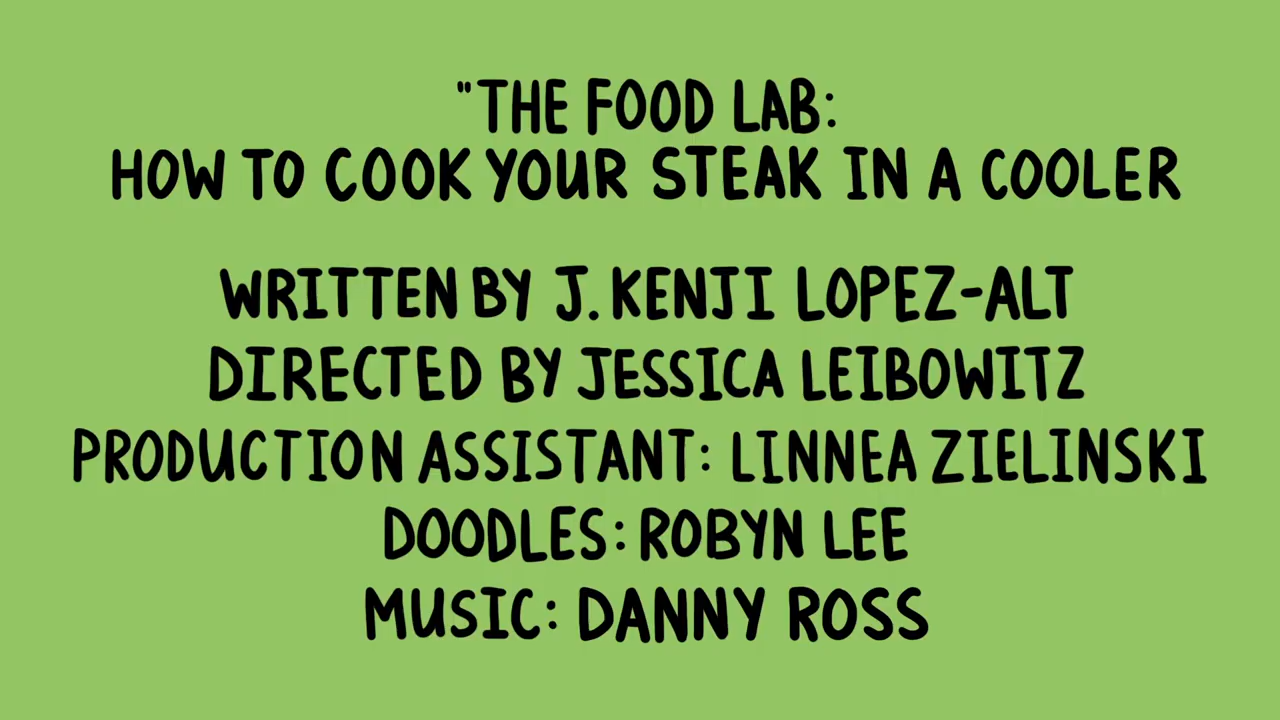 "THE FOOD LAB:
HOW TO COOK YOUR STEAK IN A COOLER
WRITTEN BY J. KENJI LOPEZ-ALT
DIRECTED BY JESSICA LEIBOWITZ
PRODUCTION ASSISTANT: LINNEA ZIELINSKI
DOODLES: ROBYN LEE
MUSIC: DANNY ROSS